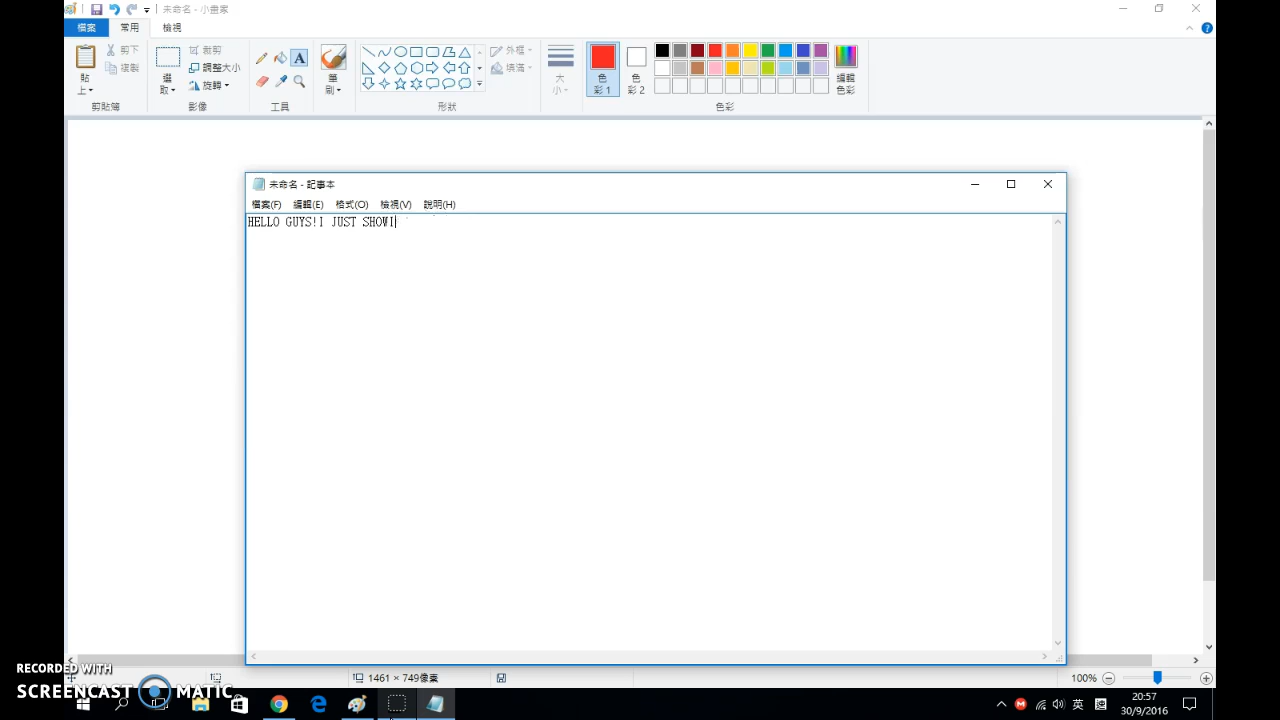 未命名 - 小畫家
檔案 常用 檢視
貼上
剪下
複製
剪貼簿
選取
裁剪
調整大小
旋轉
影像
工具
筆刷
形狀
外框
填滿
大小
色彩 1
色彩 2
編輯色彩
色彩
未命名 - 記事本
檔案(F) 編輯(E) 格式(O) 檢視(V) 說明(H)
HELLO GUYS!I JUST SHOWI
1461 × 749像素
100%
RECORDED WITH
SCREENCAST MATIC
英
20:57
30/9/2016